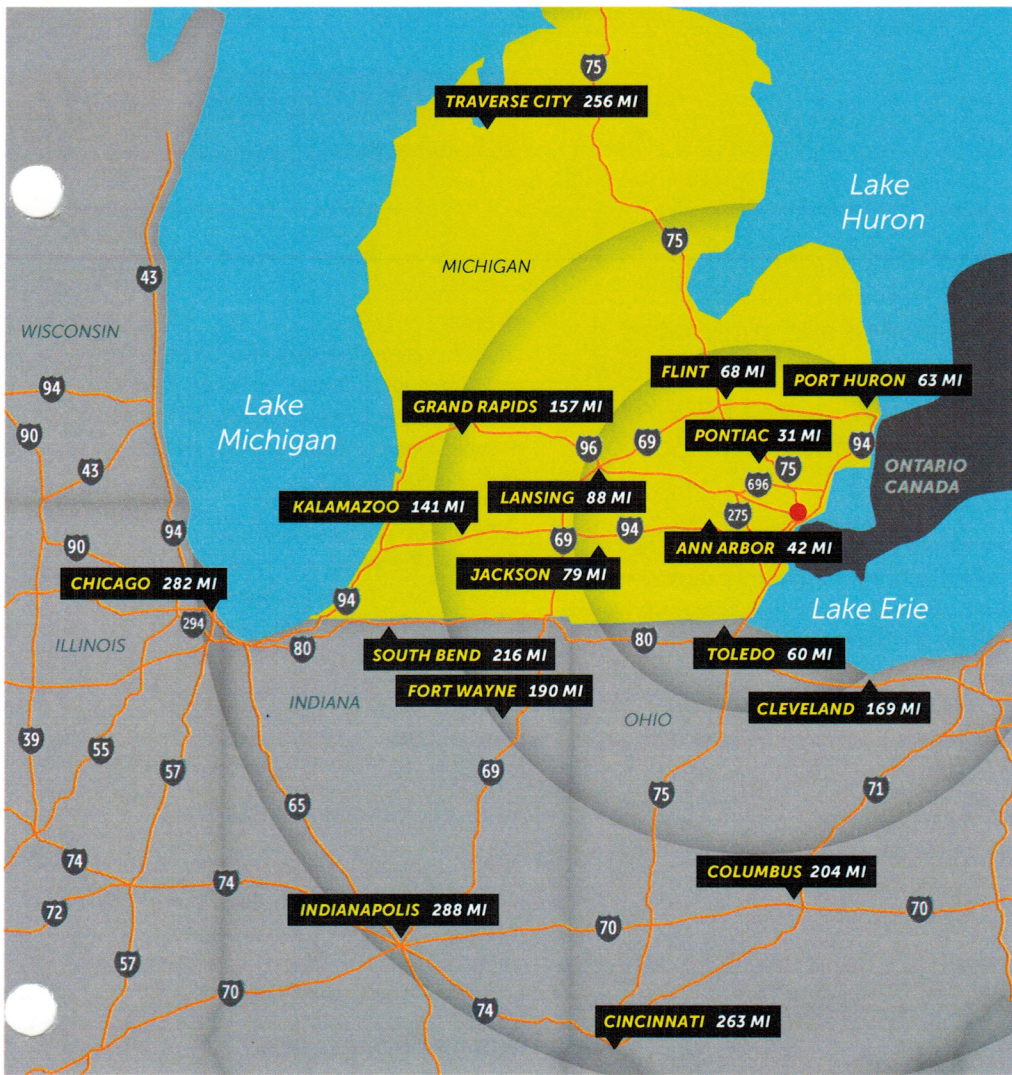 75
TRAVERSE CITY 256 MI
Lake
Huron
75
MICHIGAN
43
WISCONSIN
FLINT 68 MI
PORT HURON 63 MI
94
Lake
Michigan
GRAND RAPIDS 157 MI
90
96
69
PONTIAC 31 MI
94
43
75
ONTARIO
CANADA
696
LANSING 88 MI
KALAMAZOO 141 MI
275
94
94
90
69
ANN ARBOR 42 MI
JACKSON 79 MI
CHICAGO 282 MI
94
Lake Erie
294
ILLINOIS
80
80
SOUTH BEND 216 MI
TOLEDO 60 MI
FORT WAYNE 190 MI
INDIANA
CLEVELAND 169 MI
OHIO
39
55
57
69
65
75
71
74
COLUMBUS 204 MI
74
72
INDIANAPOLIS 288 MI
70
70
57
70
74
CINCINNATI 263 MI